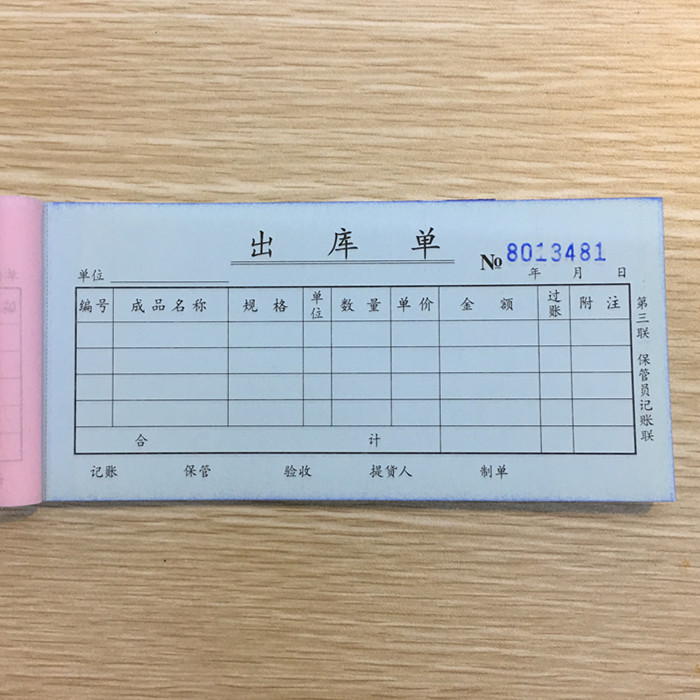 出库单
№ 8013481
单位 年 月 日
编号 成品名称 规格 单位 数量 单价 金额 过账 附注
合计
记账 保管 验收 提货人 制单
第三联 保管员记账联